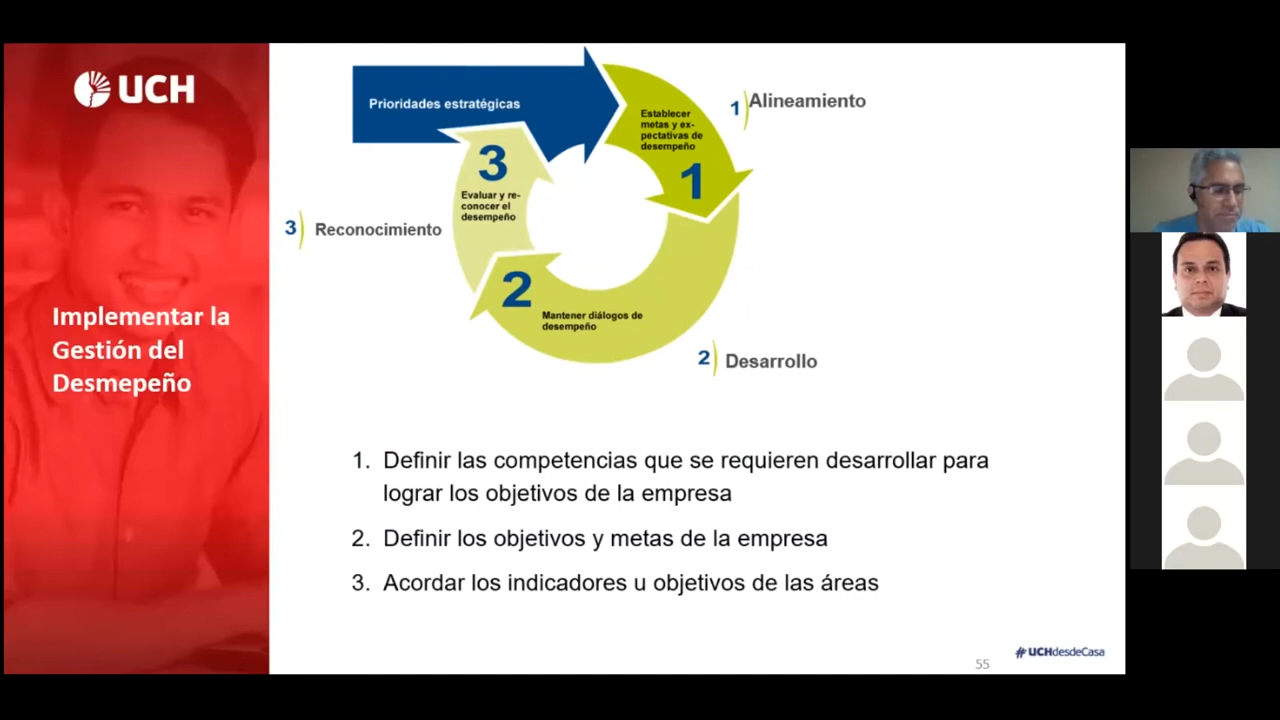 UCH
Implementar la
Gestión del
Desmepeño
Prioridades estratégicas
Establecer
metas y ex-
pectativas de
desempeño
1
1
Alineamiento
3
Evaluar y re-
conocer el
desempeño
3
Reconocimiento
2
Mantener diálogos de
desempeño
2
Desarrollo
1. Definir las competencias que se requieren desarrollar para
lograr los objetivos de la empresa
2. Definir los objetivos y metas de la empresa
3. Acordar los indicadores u objetivos de las áreas
#UCHdesdeCasa
55